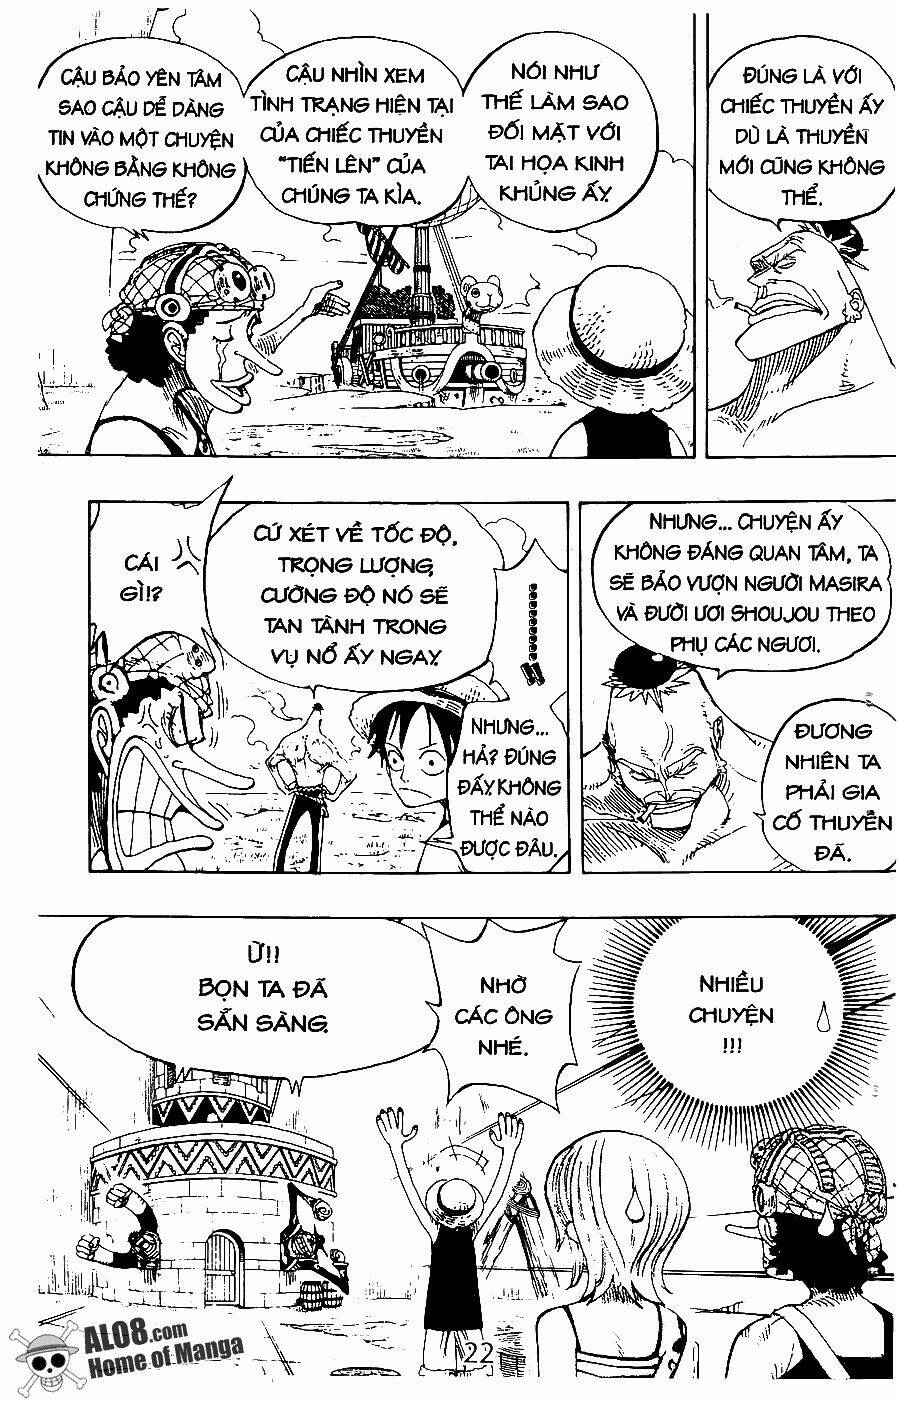 CẬU BẢO YÊN TÂM
SAO CẬU DỄ DÀNG
TIN VÀO MỘT CHUYỆN
KHÔNG BẰNG KHÔNG
CHỨNG THẾ?
CẬU NHÌN XEM
TÌNH TRẠNG HIỆN TẠI
CỦA CHIẾC THUYỀN
“TIẾN LÊN” CỦA
CHÚNG TA KÌA.
NÓI NHƯ
THẾ LÀM SAO
ĐỐI MẶT VỚI
TAI HỌA KINH
KHỦNG ẤY.
ĐÚNG LÀ VỚI
CHIẾC THUYỀN ẤY
DÙ LÀ THUYỀN
MỚI CŨNG KHÔNG
THỂ.
CÁI
GÌ!?
CỨ XÉT VỀ TỐC ĐỘ,
TRỌNG LƯỢNG,
CƯỜNG ĐỘ NÓ SẼ
TAN TÀNH TRONG
VỤ NỔ ẤY NGAY.
..........!!
NHƯNG...
HẢ? ĐÚNG
ĐẤY. KHÔNG
THỂ NÀO
ĐƯỢC ĐÂU.
NHƯNG... CHUYỆN ẤY
KHÔNG ĐÁNG QUAN TÂM, TA
SẼ BẢO VƯỢN NGƯỜI MASIRA
VÀ ĐƯỜI ƯƠI SHOUJOU THEO
PHỤ CÁC NGƯƠI.
ĐƯƠNG
NHIÊN TA
PHẢI GIA
CỐ THUYỀN
ĐÃ.
Ừ!!
BỌN TA ĐÃ
SẴN SÀNG.
NHỜ
CÁC ÔNG
NHÉ.
NHIỀU
CHUYỆN
!!!
22
ALO8.com
Home of Manga